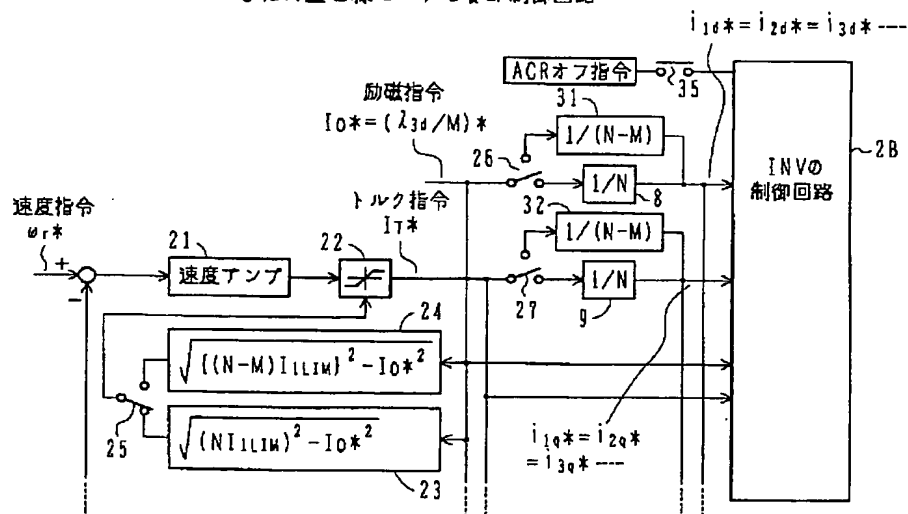 i1d*=i2d*=i3d*----
ACRオフ指令
35
31
励磁指令
I0*=(λ3d/M)*
1/(N-M)
26
1/N
8
INVの
制御回路
2B
速度指令
ωr*
トルク指令
IT*
32
1/(N-M)
21
22
速度アンプ
27
1/N
9
+
-
24
√{(N-M)I1LIM}²-I0*²
25
√(NI1LIM)²-I0*²
23
i1q*=i2q*
=i3q*----